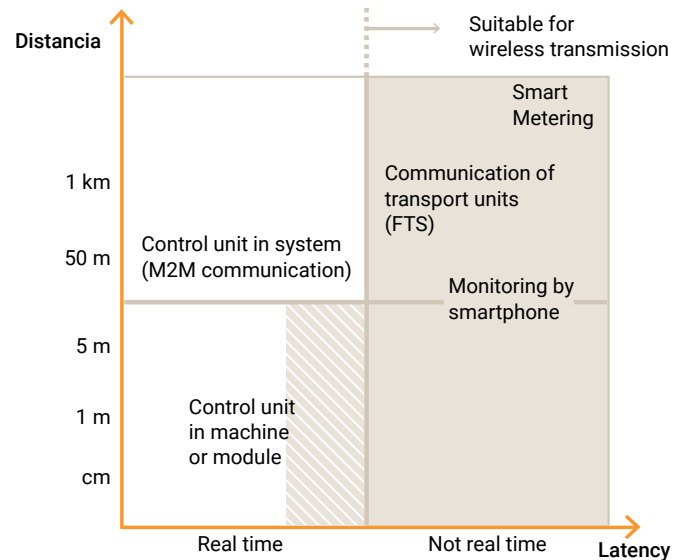 Distancia
Suitable for
wireless transmission
Smart
Metering
1 km
Communication of
transport units
(FTS)
50 m
Control unit in system
(M2M communication)
Monitoring by
smartphone
5 m
1 m
Control unit
in machine
or module
cm
Real time
Not real time
Latency